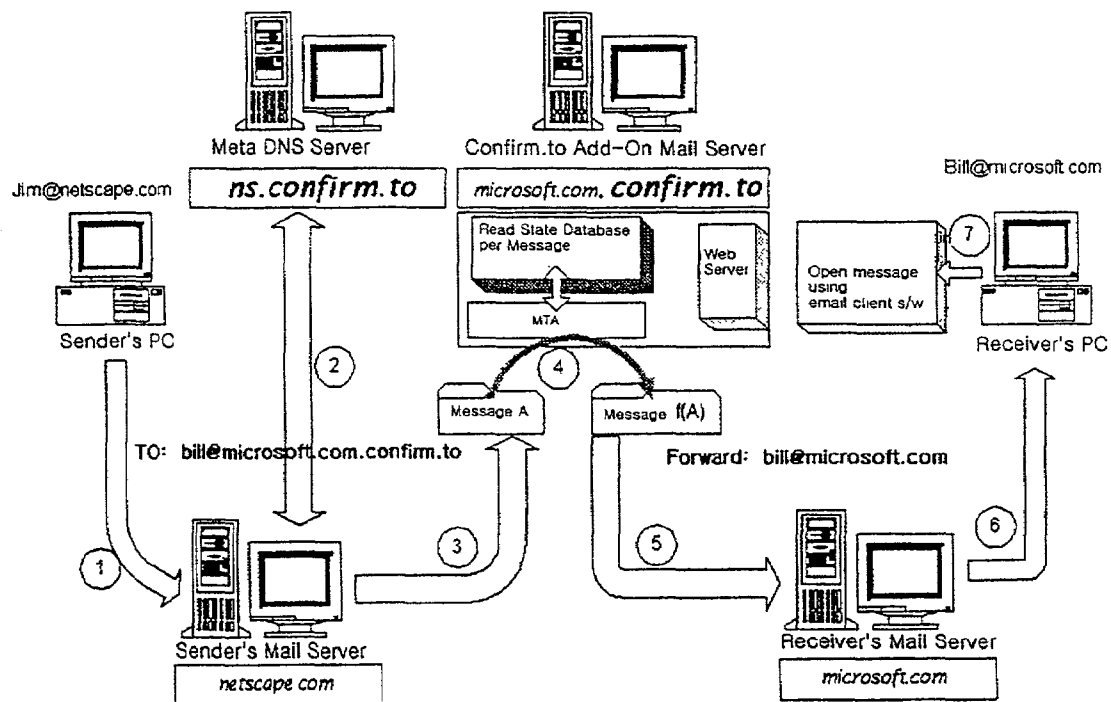 Meta DNS Server
ns.confirm.to
Confirm.to Add-On Mail Server
microsoft.com. confirm.to
Jim@netscape.com
Bill@microsoft com
Sender's PC
Read State Database
per Message
Web
Server
MTA
Open message
using
email client s/w
7
Receiver's PC
2
4
Message A
Message f(A)
TO: bill@microsoft.com.confirm.to
Forward: bill@microsoft.com
1
3
5
6
Sender's Mail Server
netscape com
Receiver's Mail Server
microsoft.com